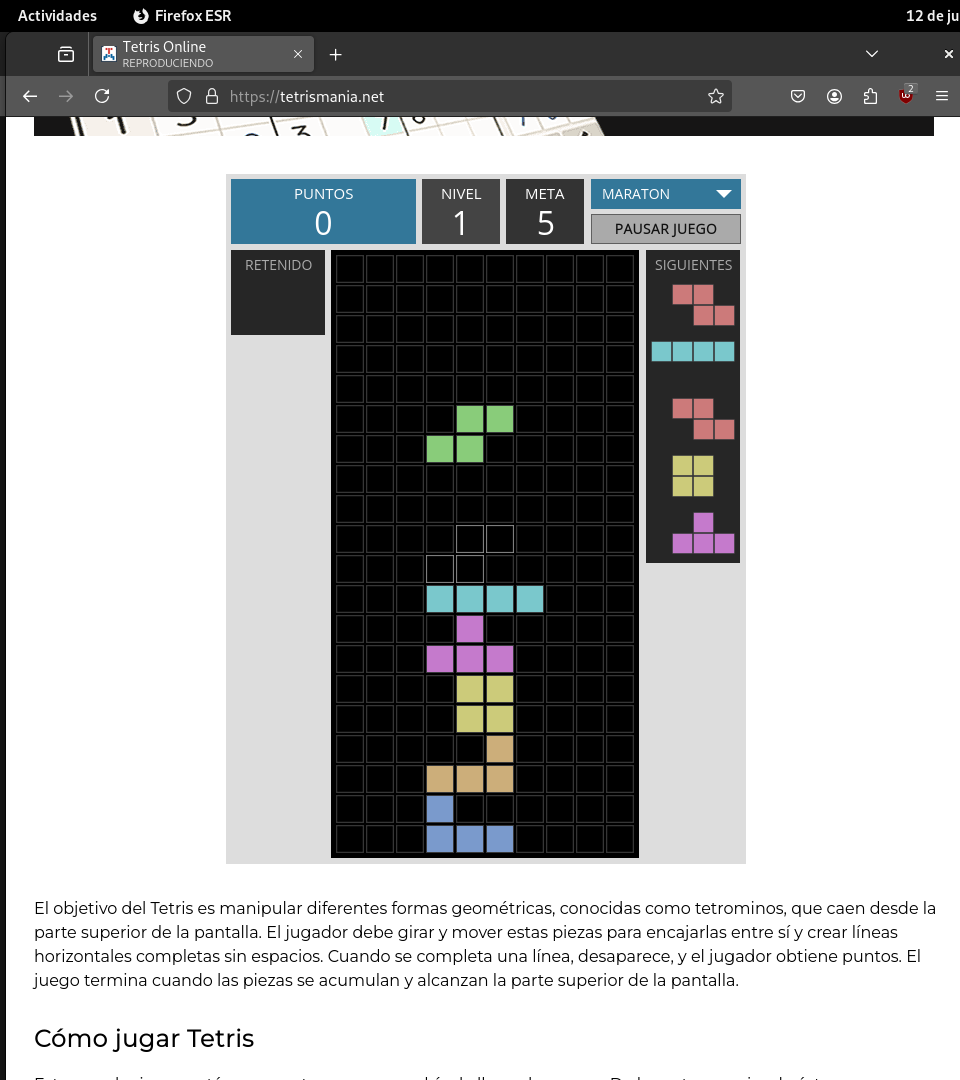 Actividades
Firefox ESR
12 de ju
Tetris Online
REPRODUCIENDO
https://tetrismania.net
2
PUNTOS
0
NIVEL
1
META
5
MARATON
PAUSAR JUEGO
RETENIDO
SIGUIENTES
El objetivo del Tetris es manipular diferentes formas geométricas, conocidas como tetrominos, que caen desde la
parte superior de la pantalla. El jugador debe girar y mover estas piezas para encajarlas entre sí y crear líneas
horizontales completas sin espacios. Cuando se completa una línea, desaparece, y el jugador obtiene puntos. El
juego termina cuando las piezas se acumulan y alcanzan la parte superior de la pantalla.
Cómo jugar Tetris